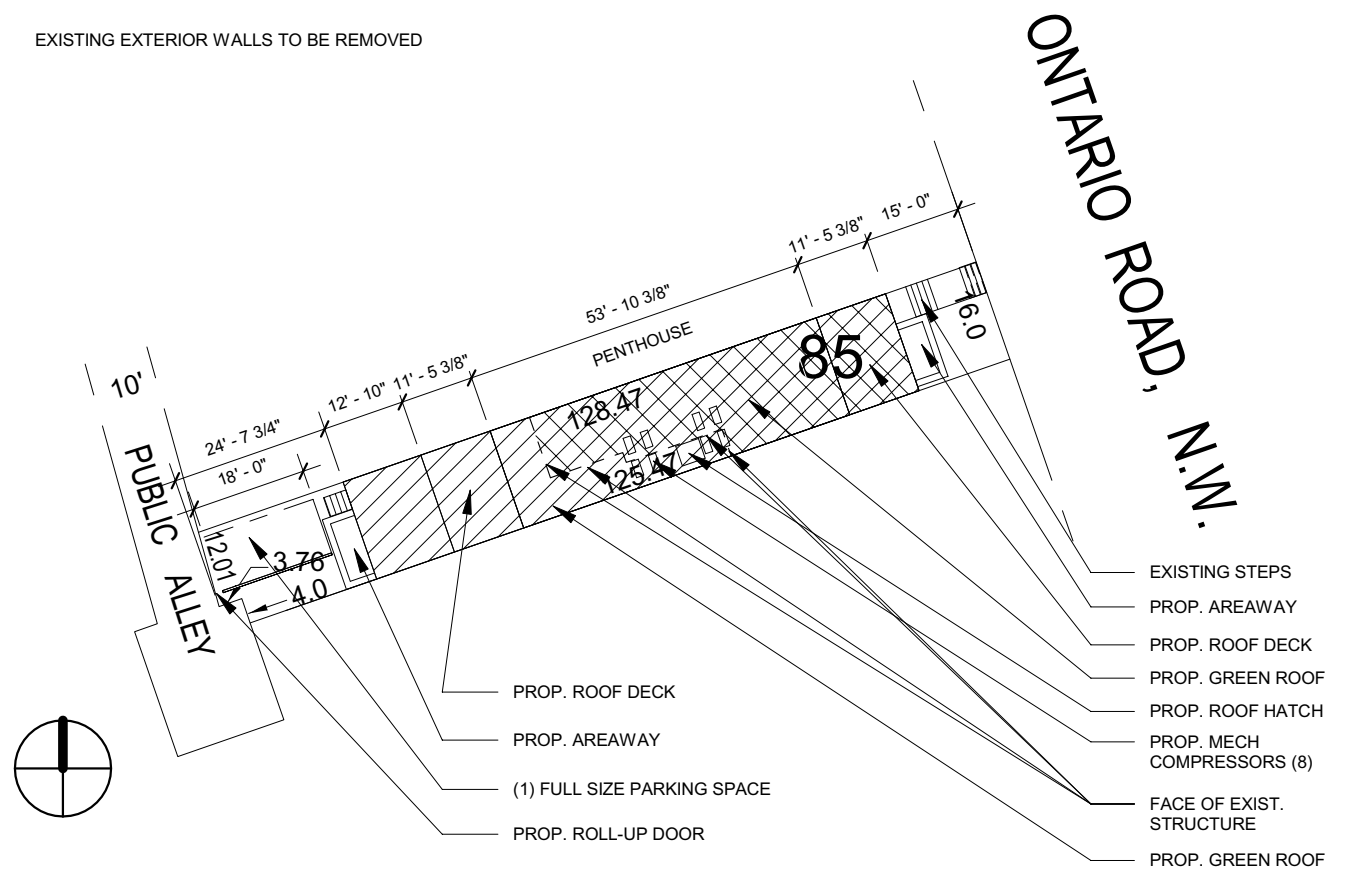 EXISTING EXTERIOR WALLS TO BE REMOVED
ONTARIO ROAD, N.W.
15' - 0"
11' - 5 3/8"
53' - 10 3/8"
PENTHOUSE
11' - 5 3/8"
12' - 10"
24' - 7 3/4"
18' - 0"
10'
PUBLIC ALLEY
85
16.0
128.47
125.47
12.01
3.76
4.0
EXISTING STEPS
PROP. AREAWAY
PROP. ROOF DECK
PROP. GREEN ROOF
PROP. ROOF HATCH
PROP. MECH
COMPRESSORS (8)
FACE OF EXIST.
STRUCTURE
PROP. GREEN ROOF
PROP. ROOF DECK
PROP. AREAWAY
(1) FULL SIZE PARKING SPACE
PROP. ROLL-UP DOOR